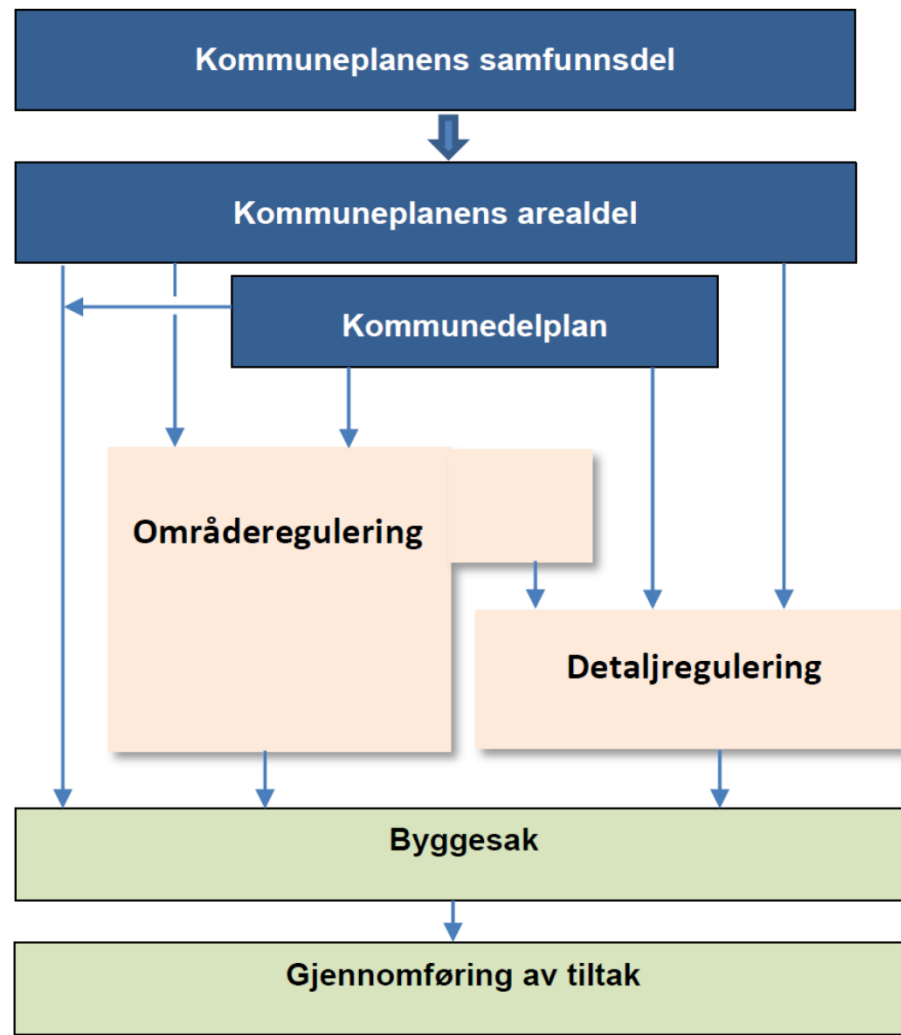 Kommuneplanens samfunnsdel
Kommuneplanens arealdel
Kommunedelplan
Områderegulering
Detaljregulering
Byggesak
Gjennomføring av tiltak